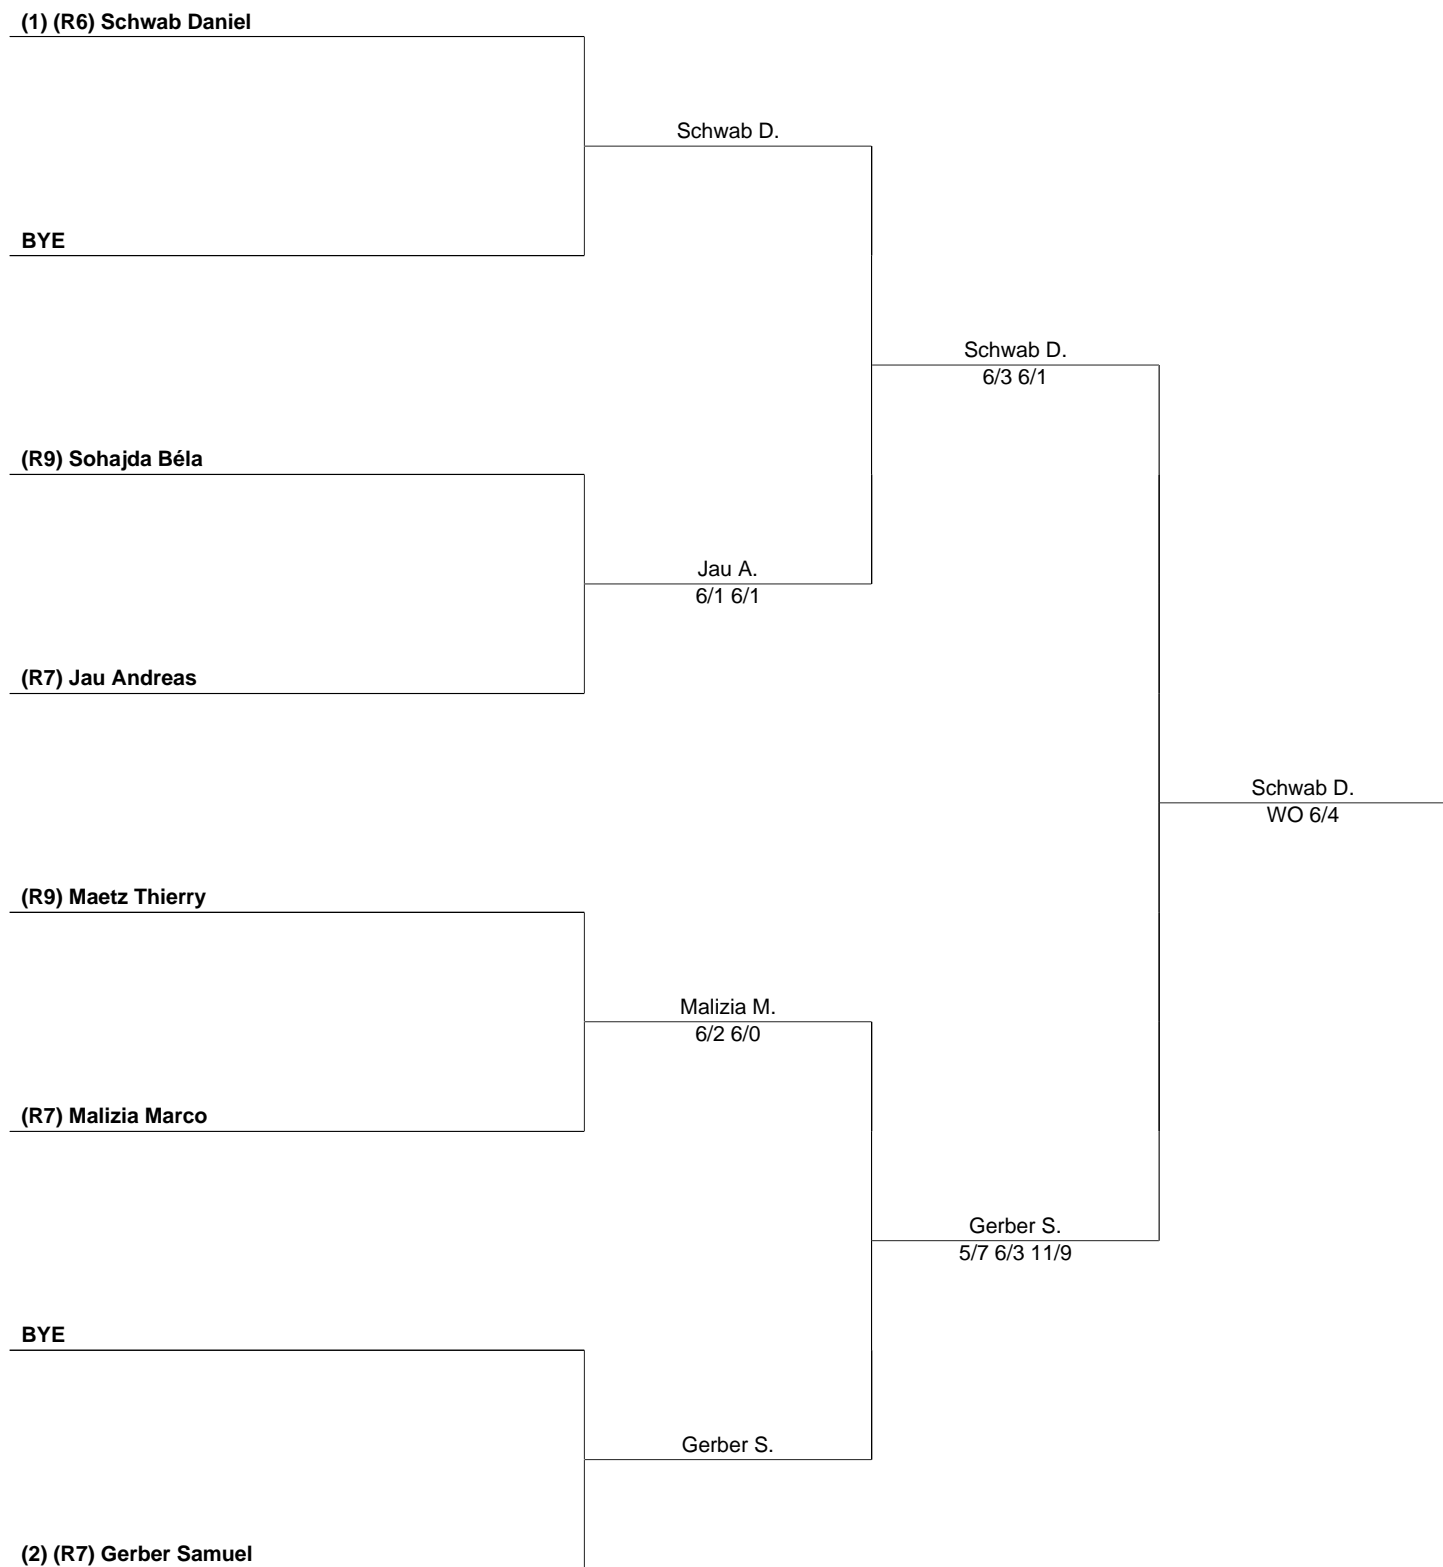 (1) (R6) Schwab Daniel
Schwab D.
BYE
Schwab D.
6/3 6/1
(R9) Sohajda Béla
Jau A.
6/1 6/1
(R7) Jau Andreas
Schwab D.
WO 6/4
(R9) Maetz Thierry
Malizia M.
6/2 6/0
(R7) Malizia Marco
Gerber S.
5/7 6/3 11/9
BYE
Gerber S.
(2) (R7) Gerber Samuel